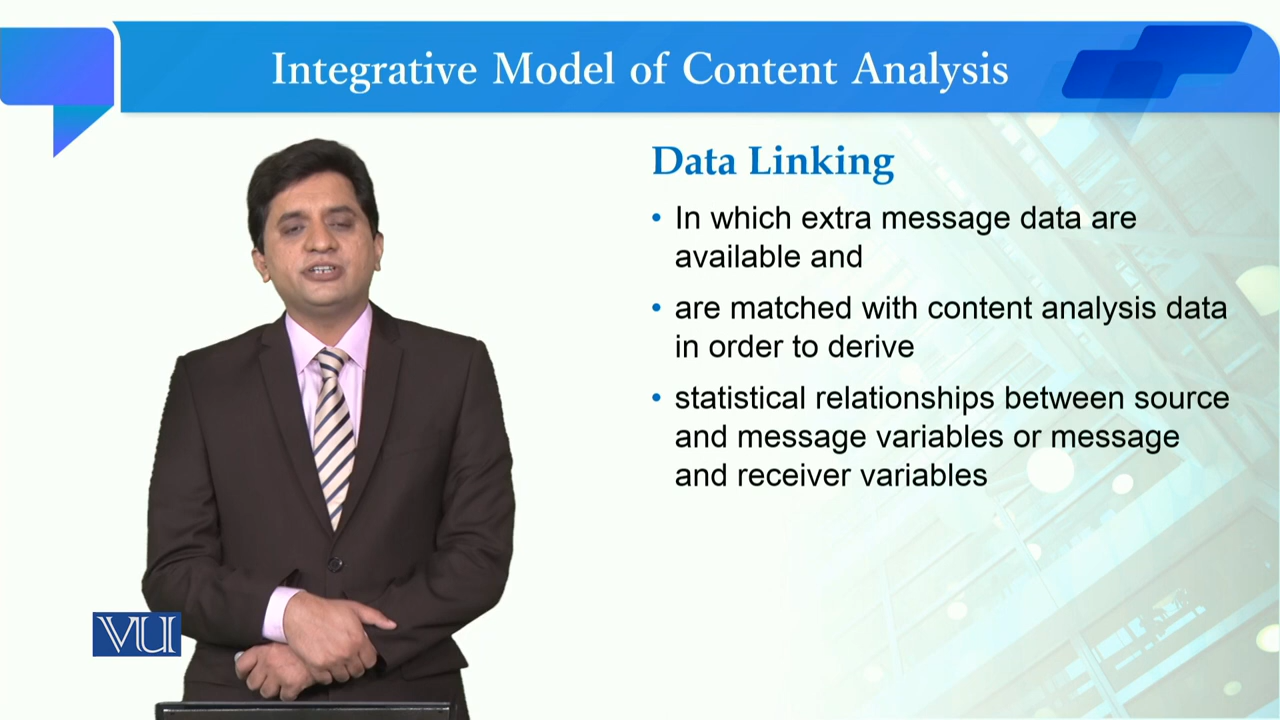 Integrative Model of Content Analysis
Data Linking
• In which extra message data are
available and
• are matched with content analysis data
in order to derive
• statistical relationships between source
and message variables or message
and receiver variables
VU